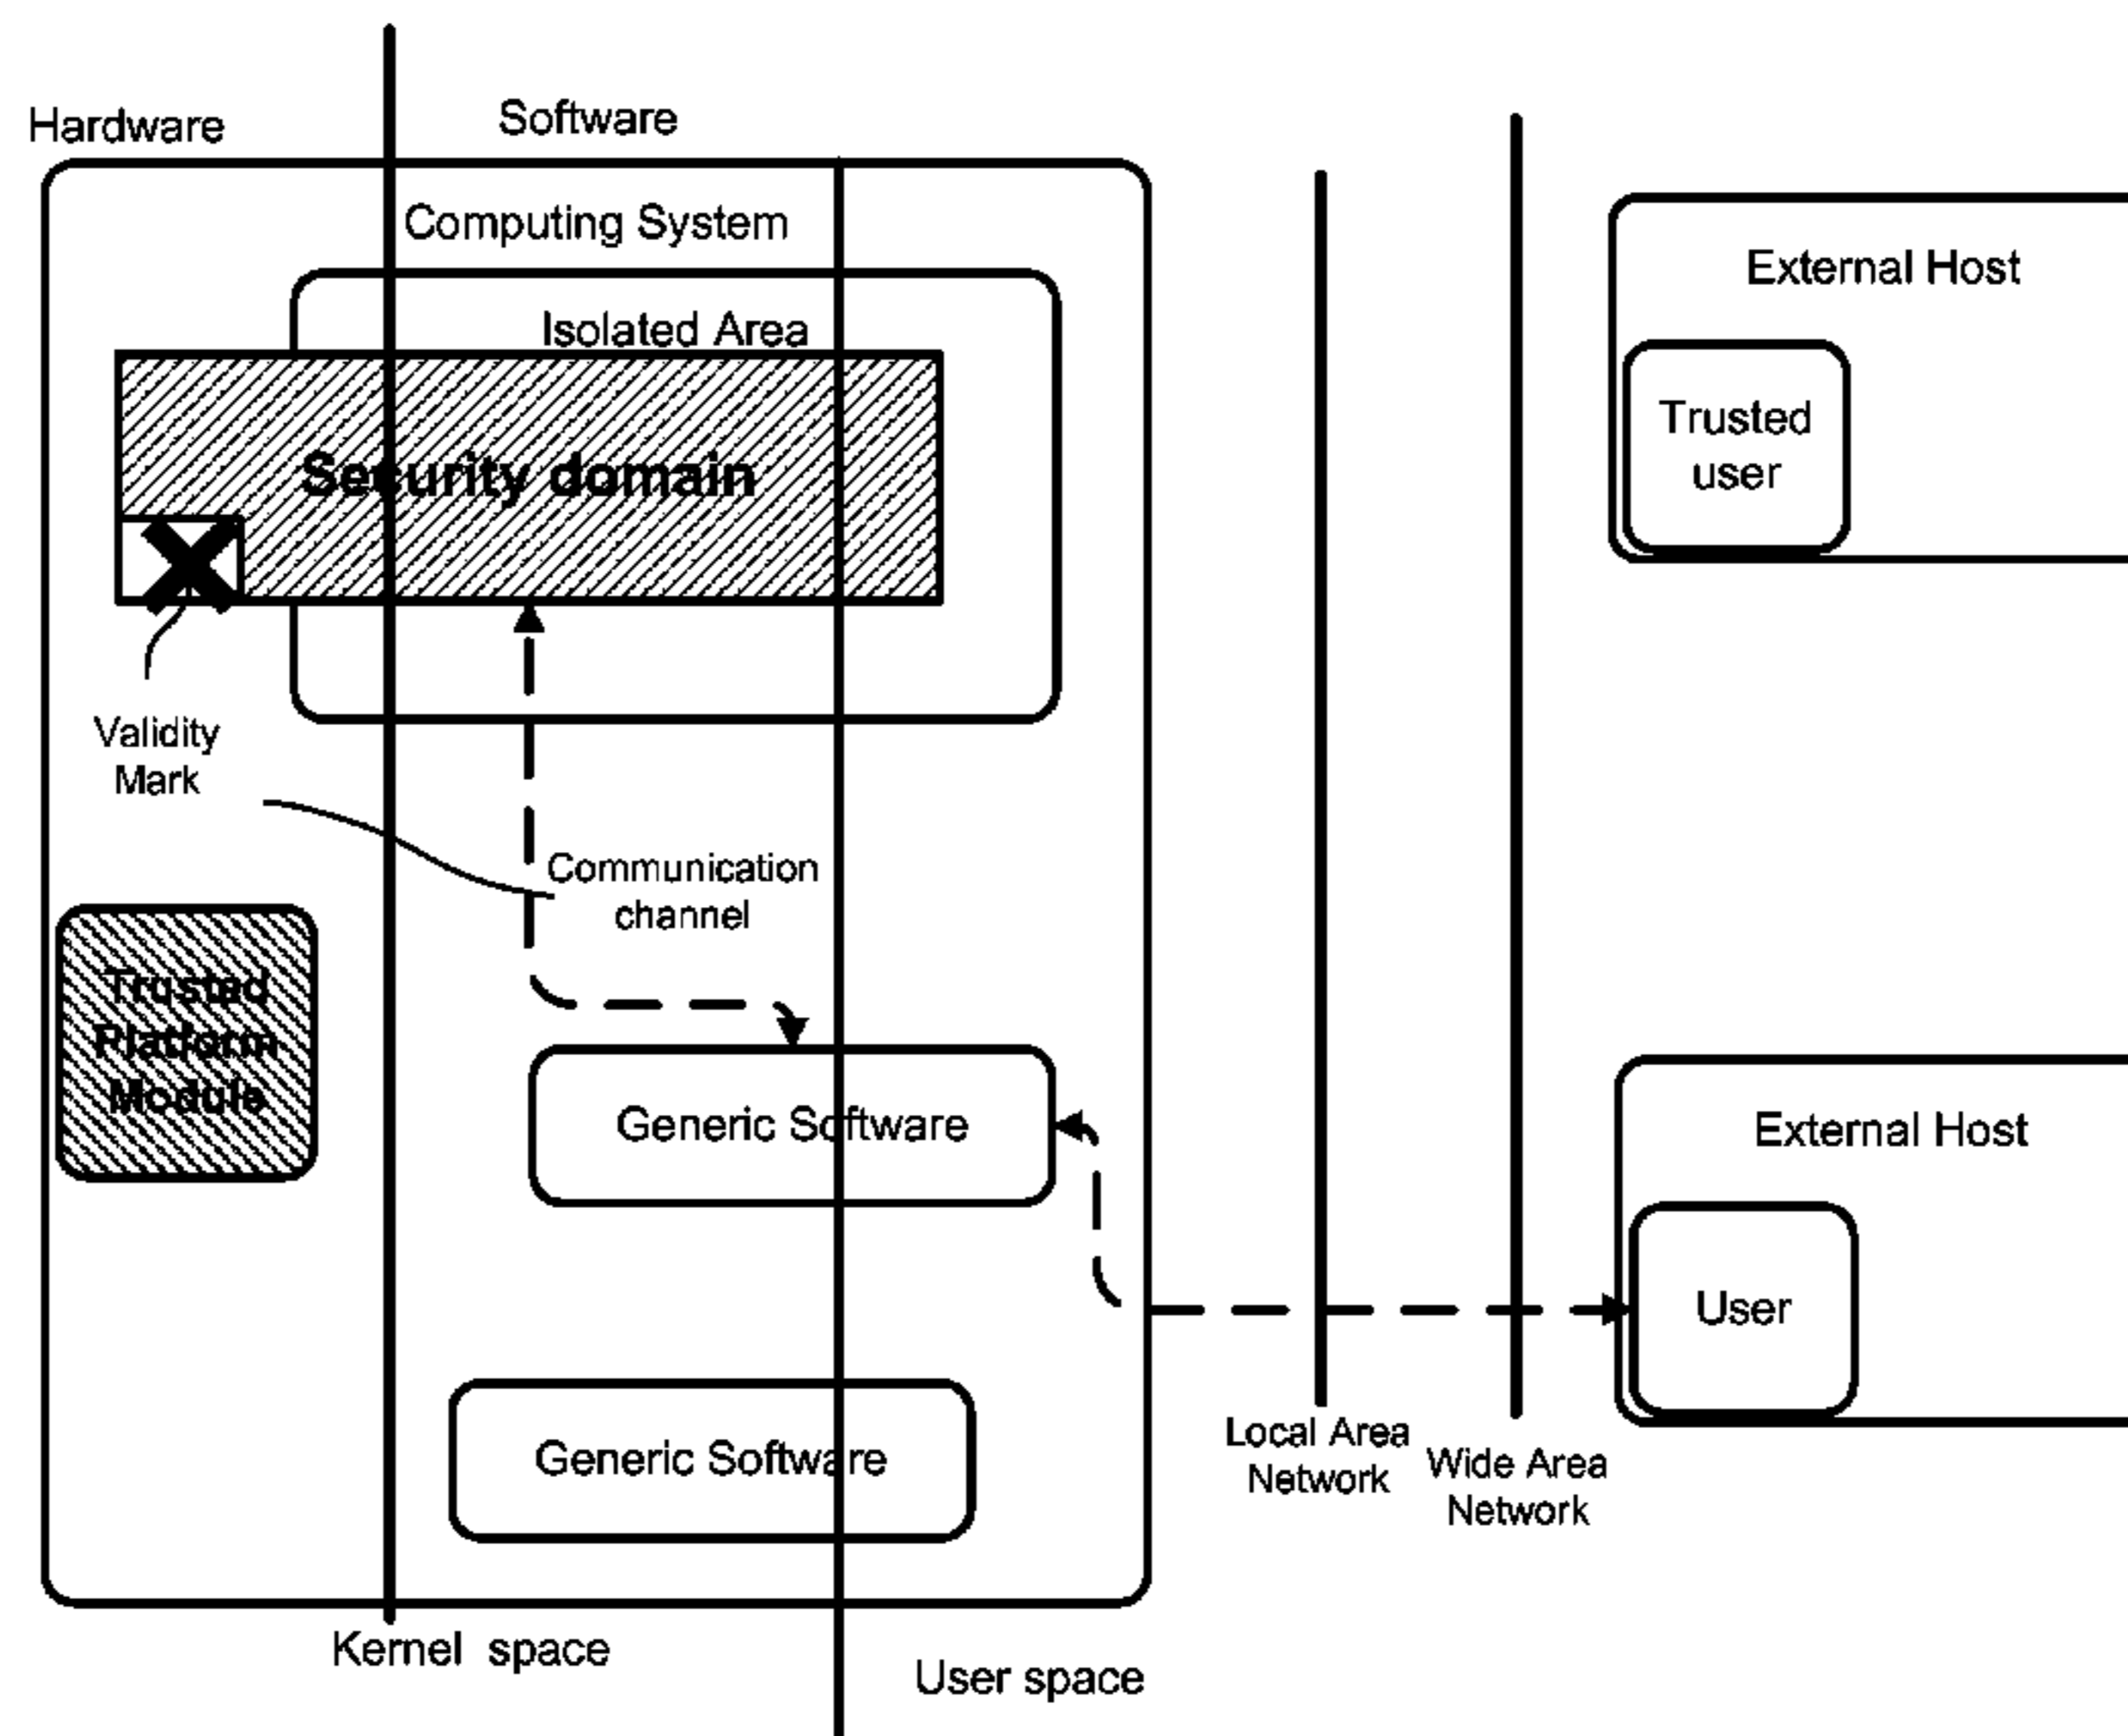 Hardware
Software
Computing System
Isolated Area
Security domain
Validity
Mark
Communication
channel
Trusted
Platform
Module
Generic Software
Generic Software
Kernel space
User space
Local Area
Network
Wide Area
Network
External Host
Trusted
user
External Host
User